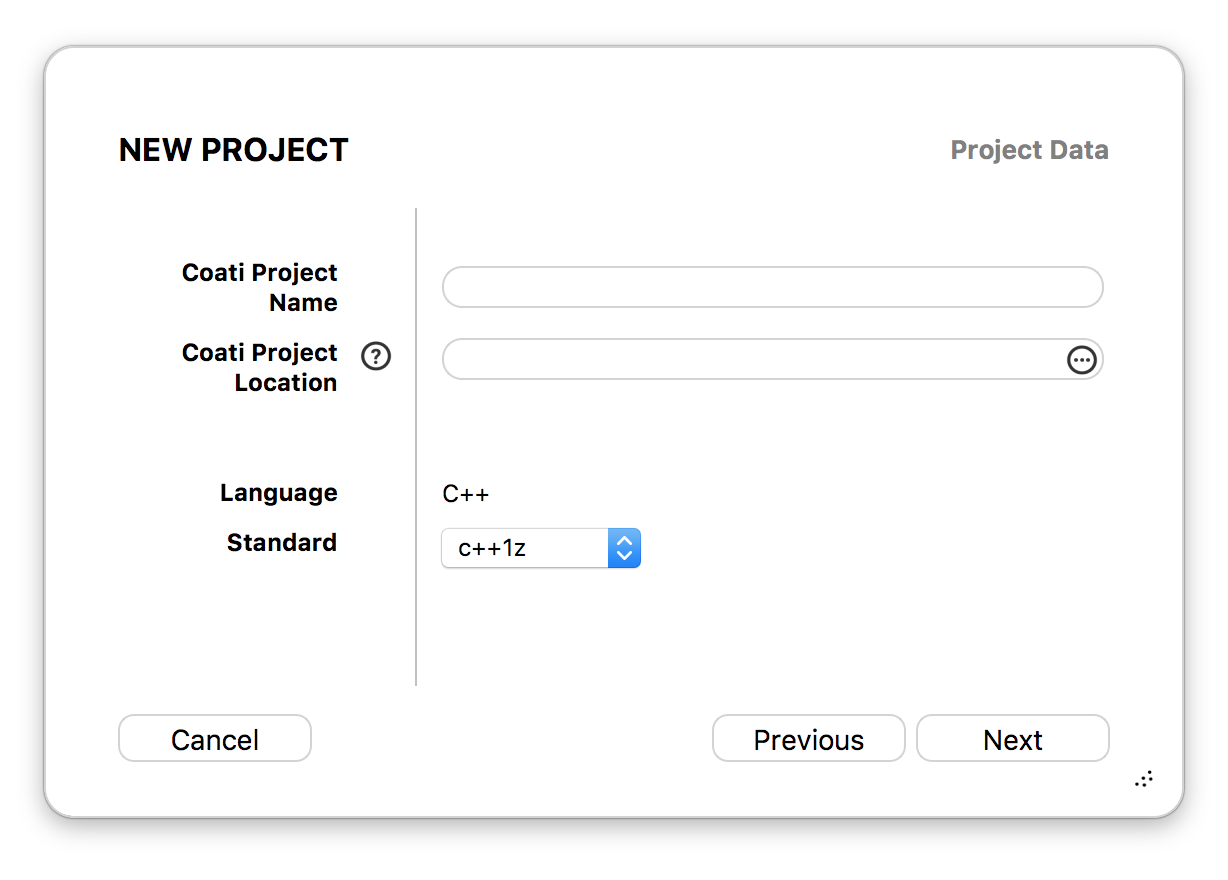 NEW PROJECT
Project Data
Coati Project
Name
Coati Project
Location
?
Language
C++
Standard
c++1z
Cancel
Previous
Next